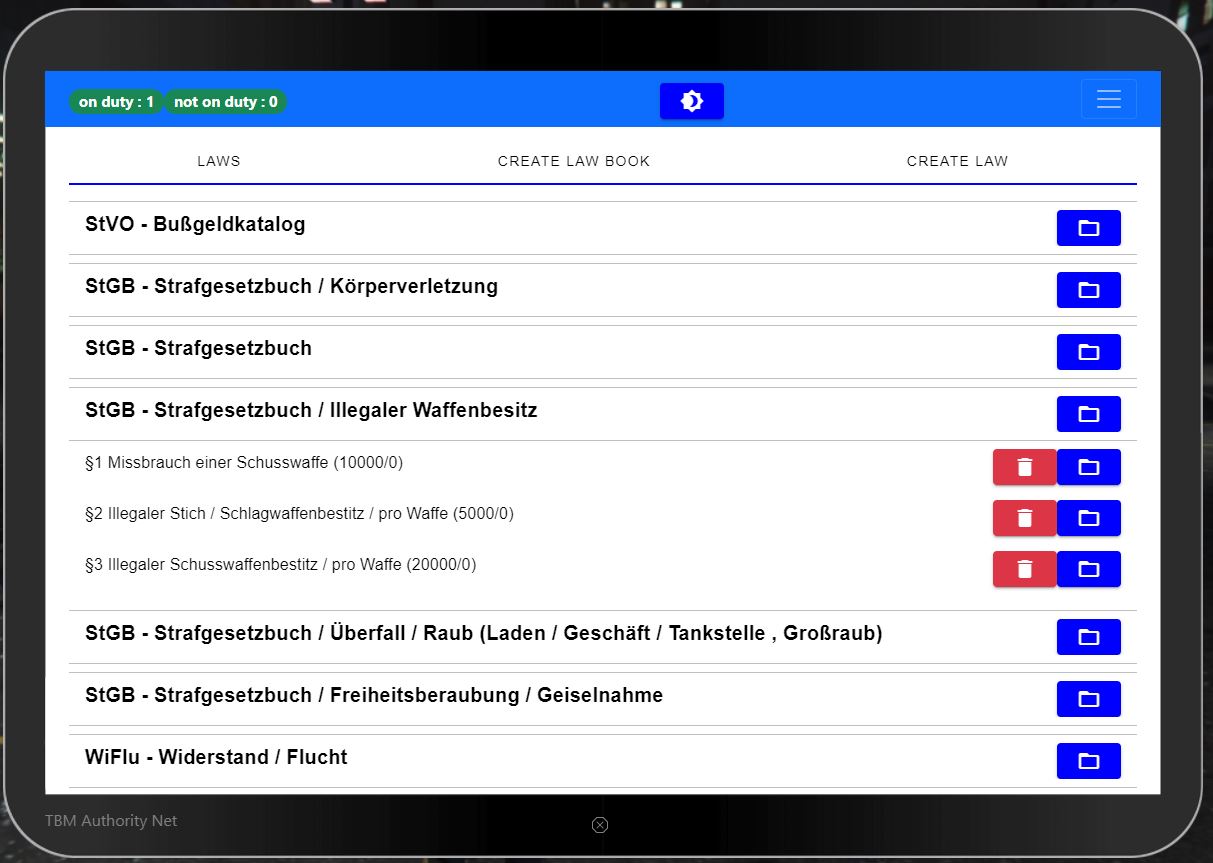 on duty : 1 not on duty : 0
LAWS CREATE LAW BOOK CREATE LAW
StVO - Bußgeldkatalog
StGB - Strafgesetzbuch / Körperverletzung
StGB - Strafgesetzbuch
StGB - Strafgesetzbuch / Illegaler Waffenbesitz
§1 Missbrauch einer Schusswaffe (10000/0)
§2 Illegaler Stich / Schlagwaffenbestitz / pro Waffe (5000/0)
§3 Illegaler Schusswaffenbestitz / pro Waffe (20000/0)
StGB - Strafgesetzbuch / Überfall / Raub (Laden / Geschäft / Tankstelle , Großraub)
StGB - Strafgesetzbuch / Freiheitsberaubung / Geiselnahme
WiFlu - Widerstand / Flucht
TBM Authority Net